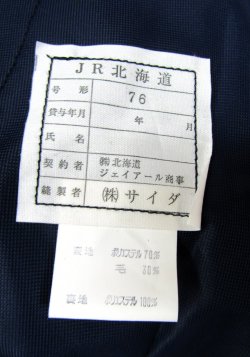 JR北海道
号形 76
貸与年月 年 月
氏名
契約者 ㈱北海道
ジェイアール商事
縫製者 ㈱サイダ
表地 ポリエステル 70%
毛 30%
裏地 ポリエステル 100%